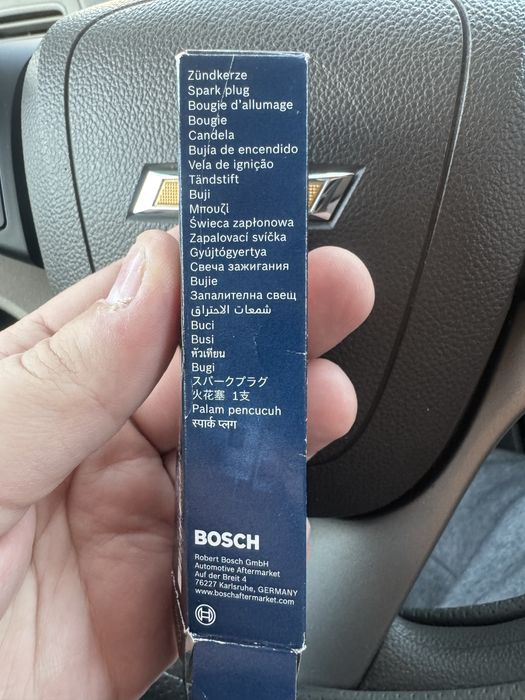 Zündkerze
Spark plug
Bougie d'allumage
Bougie
Candela
Bujía de encendido
Vela de ignição
Tändstift
Buji
Μπουζί
Świeca zapłonowa
Zapalovací svíčka
Gyújtógyertya
Свеча зажигания
Bujie
Запалителна свещ
شمعات الاحتراق
Buci
Busi
หัวเทียน
Bugi
スパークプラグ
火花塞 1支
Palam pencucuh
स्पार्क प्लग
BOSCH
Robert Bosch GmbH
Automotive Aftermarket
Auf der Breit 4
76227 Karlsruhe, GERMANY
www.boschaftermarket.com